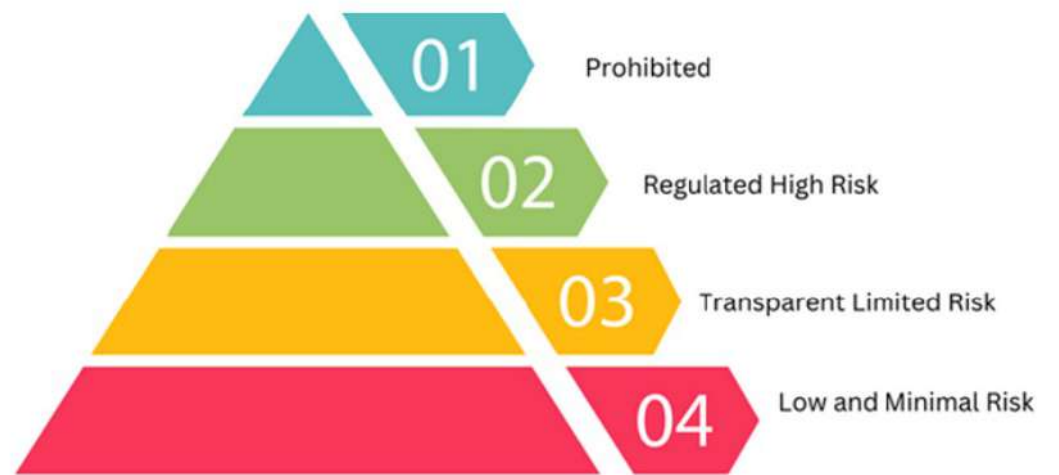 01
Prohibited
02
Regulated High Risk
03
Transparent Limited Risk
04
Low and Minimal Risk